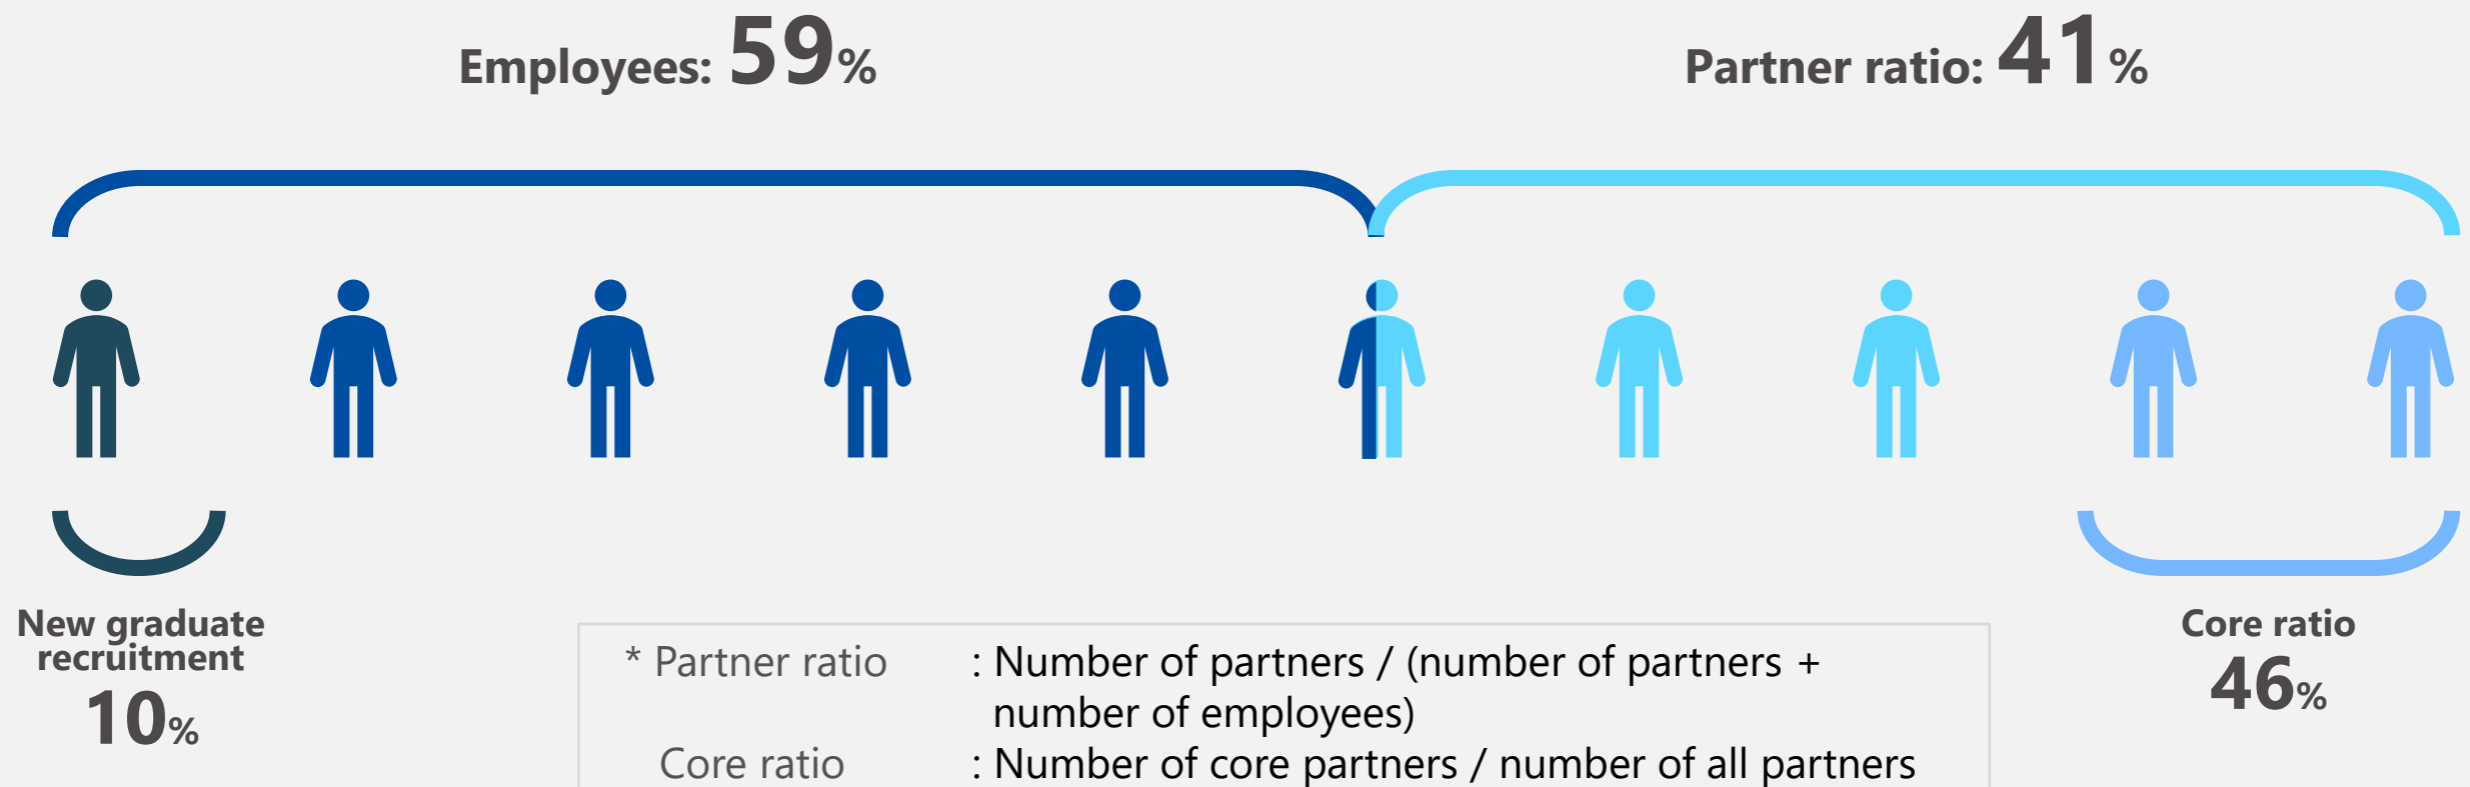 Employees: 59%
Partner ratio: 41%
New graduate
recruitment
10%
Core ratio
46%
* Partner ratio : Number of partners / (number of partners +
number of employees)
Core ratio : Number of core partners / number of all partners